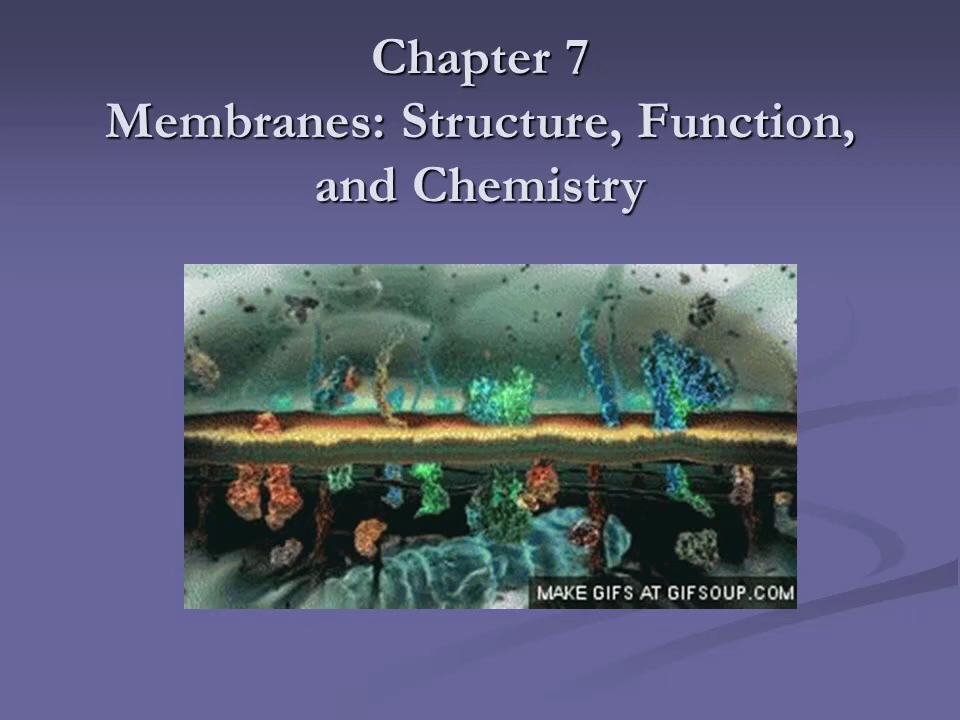 Chapter 7
Membranes: Structure, Function,
and Chemistry
MAKE GIFS AT GIFSOUP.COM